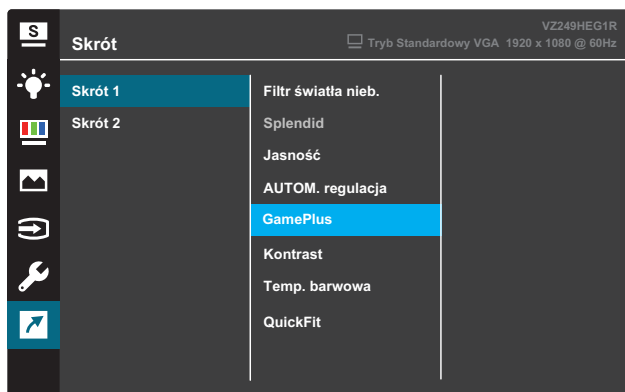 S
VZ249HEG1R
Skrót
Tryb Standardowy VGA 1920 x 1080 @ 60Hz
Skrót 1
Skrót 2
Filtr światła nieb.
Splendid
Jasność
AUTOM. regulacja
GamePlus
Kontrast
Temp. barwowa
QuickFit